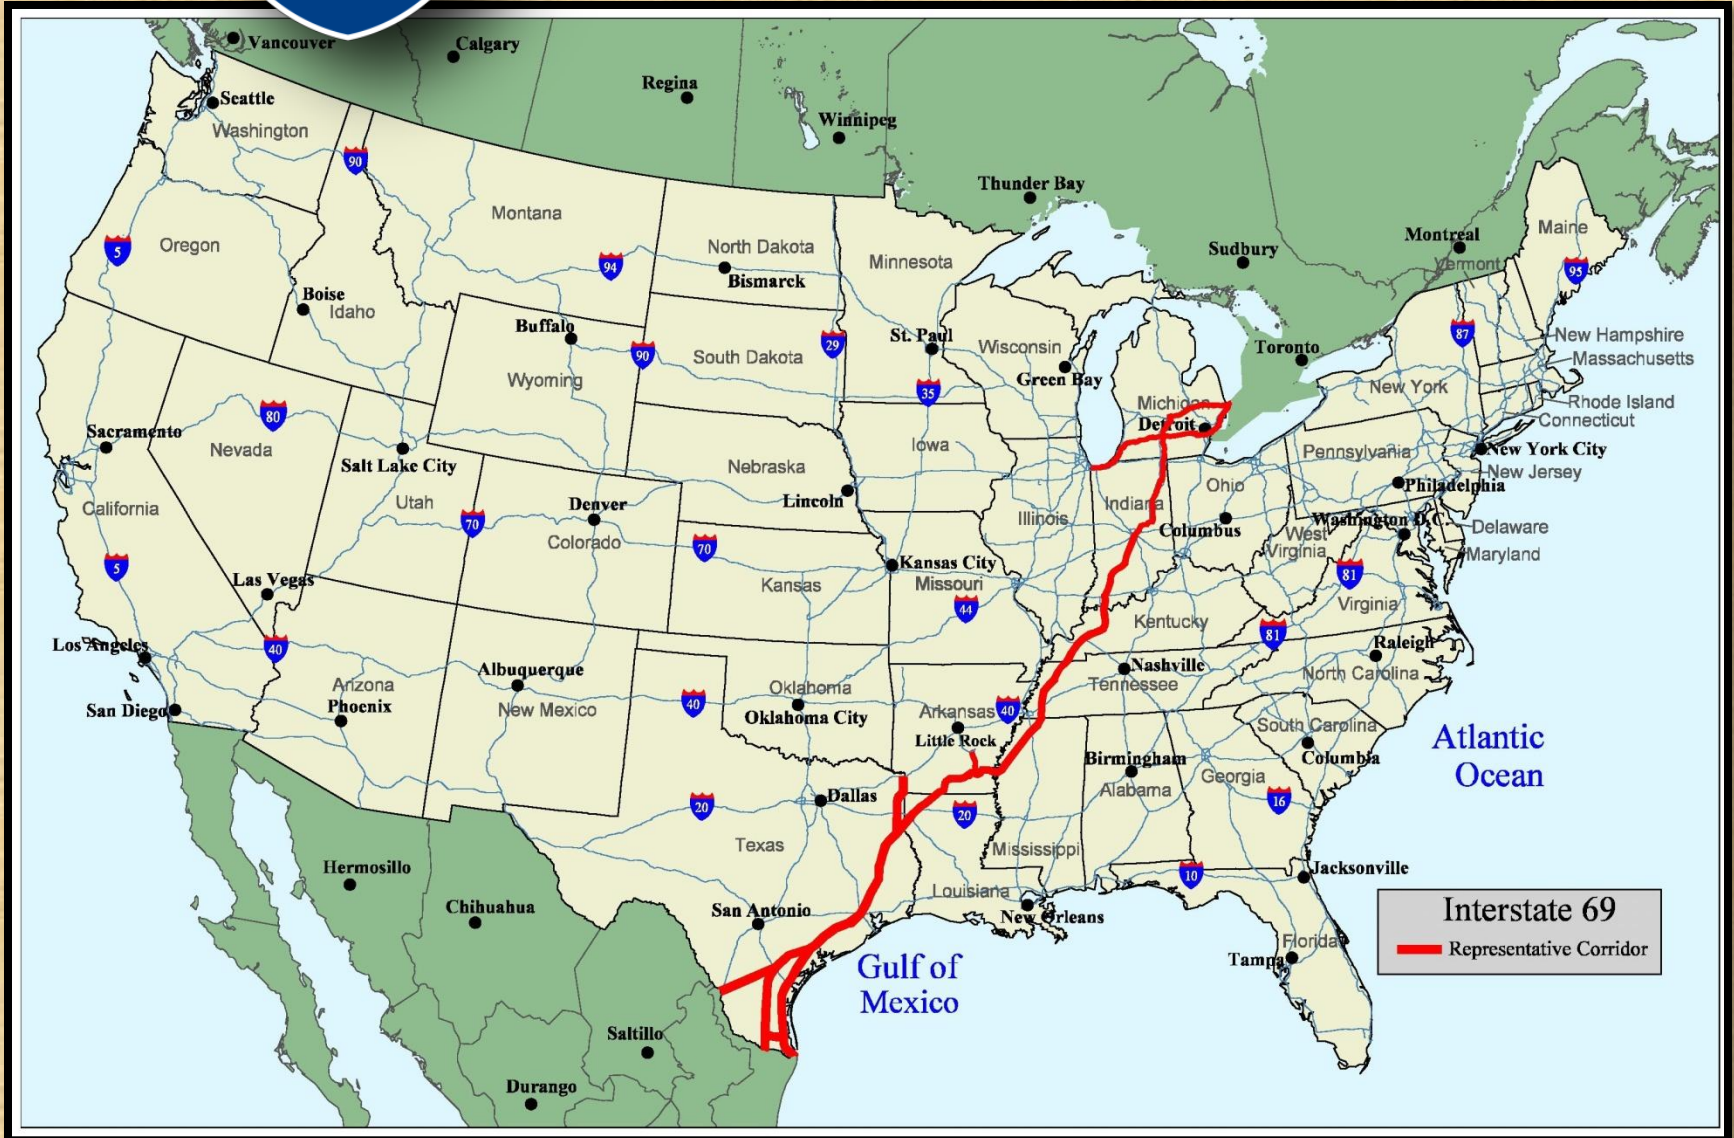 Vancouver
Calgary
Regina
Winnipeg
Seattle
Washington
90
Thunder Bay
Montana
Oregon
5
94
North Dakota
Bismarck
Minnesota
Sudbury
Montreal
Vermont
Maine
95
Boise
Idaho
Buffalo
90
29
South Dakota
St. Paul
Wisconsin
Green Bay
35
Toronto
87
New Hampshire
Massachusetts
Wyoming
New York
Rhode Island
Connecticut
80
Sacramento
Nevada
Salt Lake City
Michigan
Detroit
Iowa
Pennsylvania
New York City
New Jersey
Nebraska
Lincoln
Utah
California
Denver
Colorado
70
70
Illinois
Indiana
Ohio
Columbus
Philadelphia
Washington D.C.
West
Virginia
Delaware
Maryland
5
Las Vegas
Kansas City
Kansas
Missouri
44
81
Virginia
Kentucky
81
Raleigh
Los Angeles
40
Albuquerque
Arizona
Phoenix
New Mexico
San Diego
40
Oklahoma
Oklahoma City
Arkansas
40
Little Rock
Nashville
Tennessee
North Carolina
South Carolina
Columbia
Atlantic
Ocean
Birmingham
Alabama
Georgia
16
20
Dallas
20
Texas
Mississippi
Louisiana
10
Jacksonville
Hermosillo
Chihuahua
San Antonio
New Orleans
Florida
Tampa
Gulf of
Mexico
Interstate 69
Representative Corridor
Saltillo
Durango